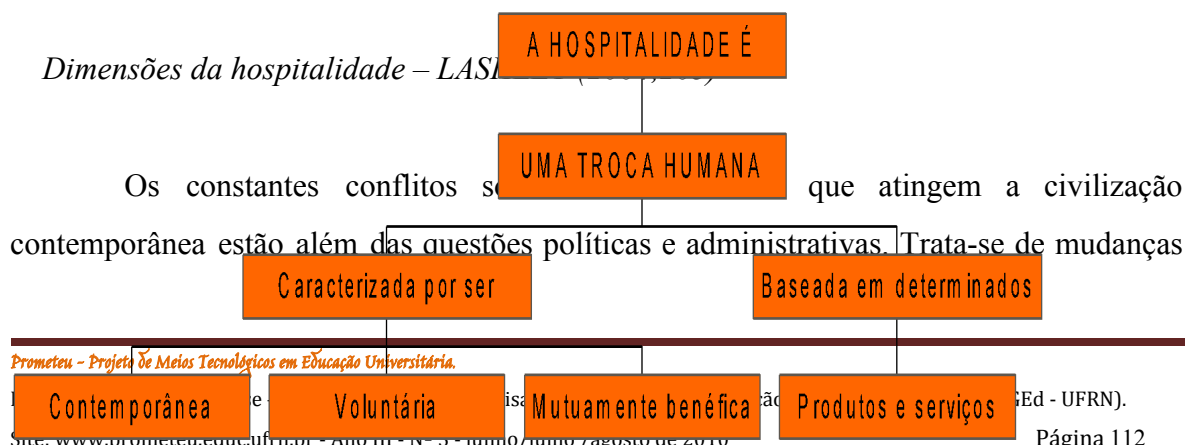 A HOSPITALIDADE É
Dimensões da hospitalidade –
UMA TROCA HUMANA
Os constantes conflitos que atingem a civilização
contemporânea estão além das questões políticas e administrativas. Trata-se de mudanças
Caracterizada por ser Baseada em determinados
Prometeu – Projeto de Meios Tecnológicos em Educação Universitária.
Contemporânea Voluntária Mutuamente benéfica Produtos e serviços - UFRN).
Página 112